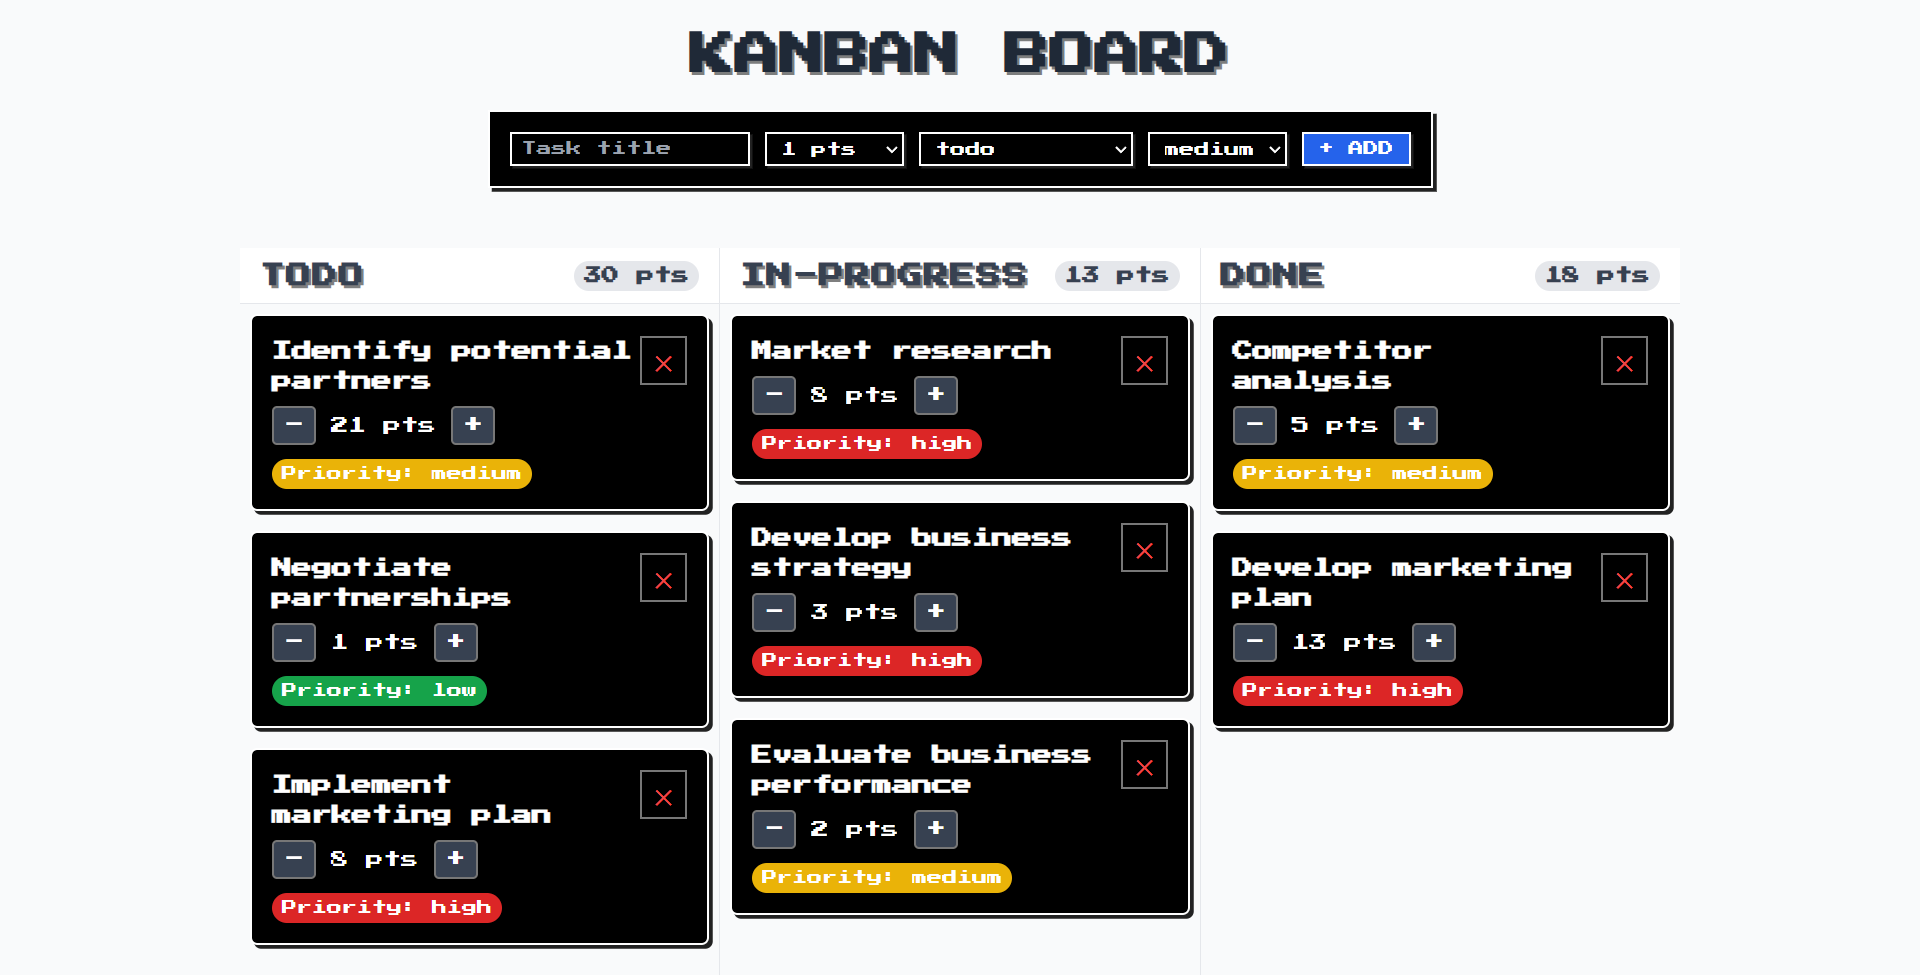 KANBAN BOARD
Task title
1 pts
todo
medium
+ ADD
TODO
30 pts
Identify potential
partners
− 21 pts +
Priority: medium
Negotiate
partnerships
− 1 pts +
Priority: low
Implement
marketing plan
− 8 pts +
Priority: high
IN-PROGRESS
13 pts
Market research
− 8 pts +
Priority: high
Develop business
strategy
− 3 pts +
Priority: high
Evaluate business
performance
− 2 pts +
Priority: medium
DONE
18 pts
Competitor
analysis
− 5 pts +
Priority: medium
Develop marketing
plan
− 13 pts +
Priority: high